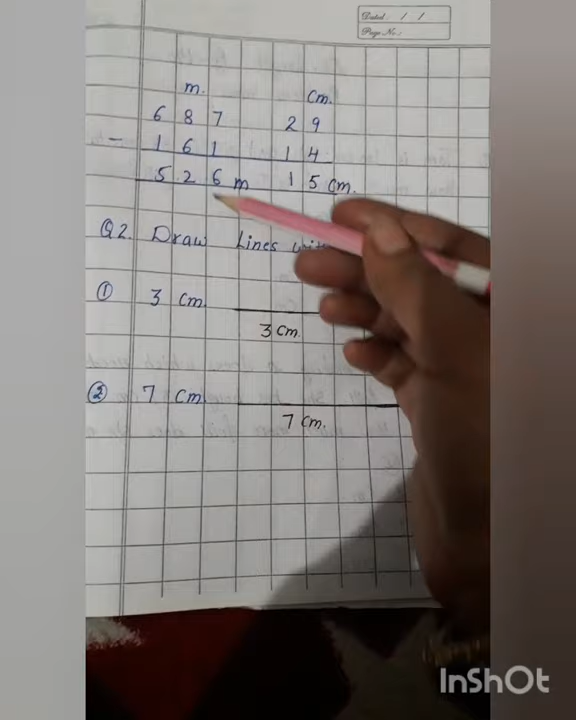 Dated: / /
Page No.:
m. Cm.
6 8 7 2 9
- 1 6 1 1 4
5 2 6 m 1 5 cm.
Q2. Draw Lines
① 3 Cm.
3 Cm.
② 7 Cm.
7 Cm.
InShOt